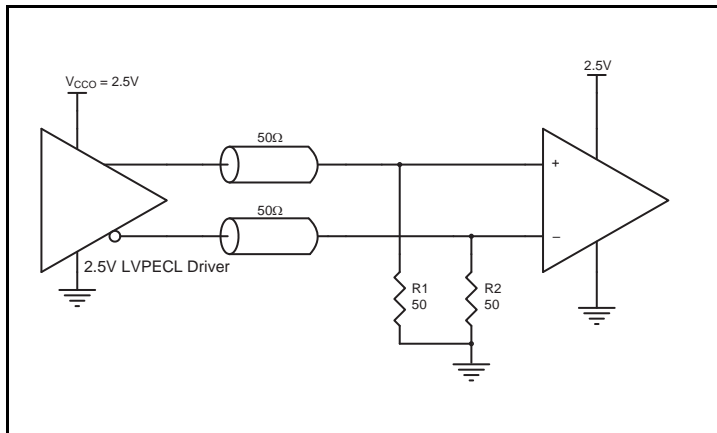 V_CCO = 2.5V
2.5V
50Ω
+
50Ω
–
2.5V LVPECL Driver
R1
50
R2
50